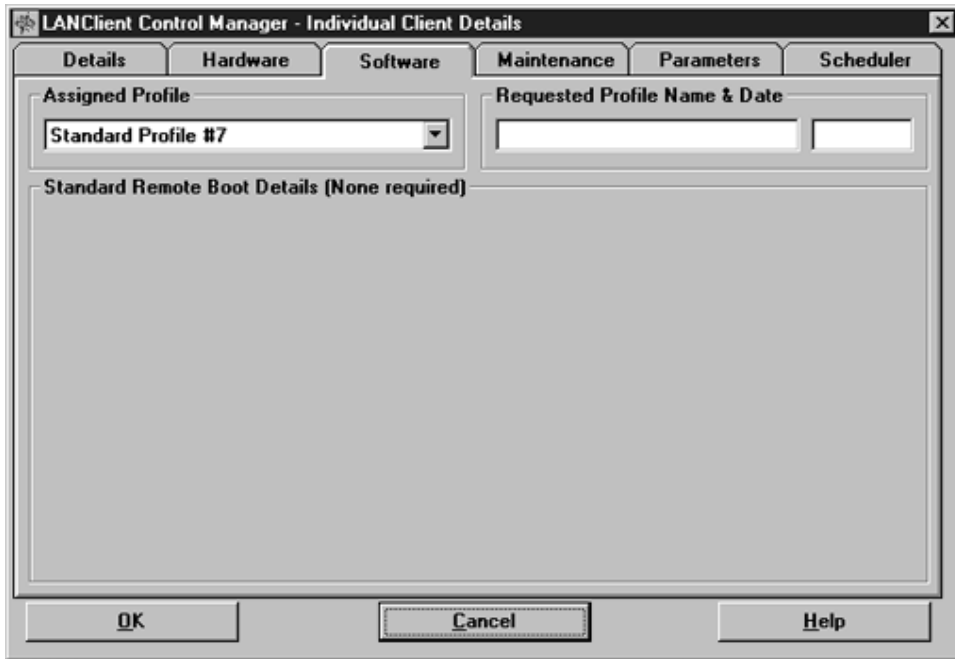 LANClient Control Manager - Individual Client Details
Details Hardware Software Maintenance Parameters Scheduler
Assigned Profile
Standard Profile #7
Requested Profile Name & Date
Standard Remote Boot Details (None required)
OK Cancel Help